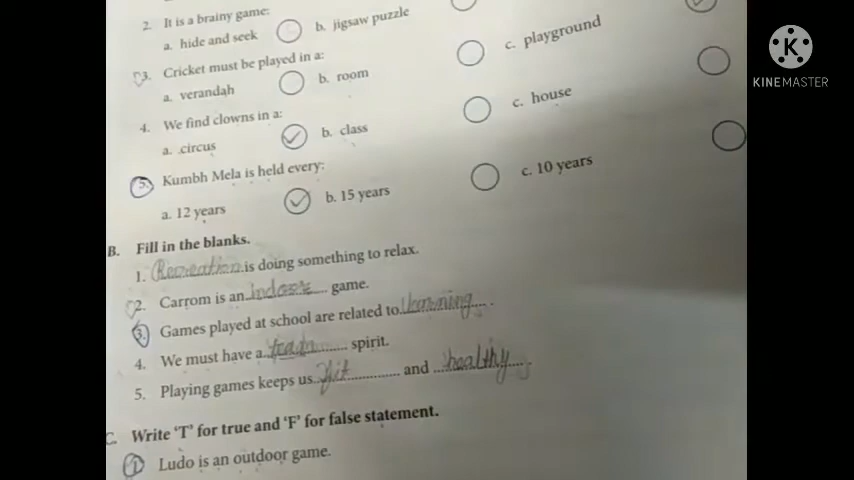 2. It is a brainy game:
a. hide and seek b. jigsaw puzzle
3. Cricket must be played in a:
a. verandah b. room c. playground
4. We find clowns in a:
a. circus b. class c. house
5. Kumbh Mela is held every:
a. 12 years b. 15 years c. 10 years
B. Fill in the blanks.
1. Recreation is doing something to relax.
2. Carrom is an indoor game.
3. Games played at school are related to learning.
4. We must have a team spirit.
5. Playing games keeps us fit and healthy.
C. Write 'T' for true and 'F' for false statement.
1 Ludo is an outdoor game.
K
KINEMASTER